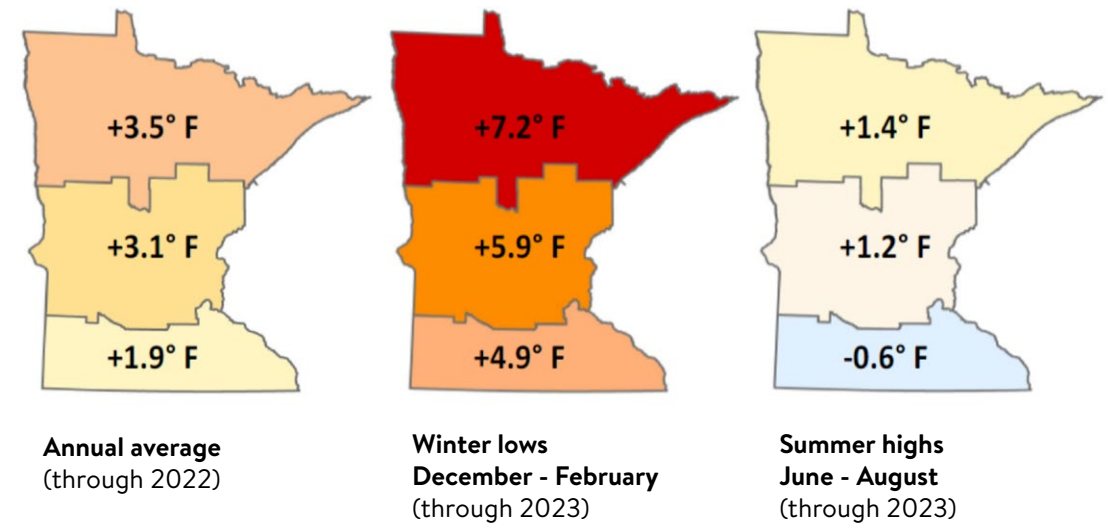 +3.5° F
+3.1° F
+1.9° F
Annual average
(through 2022)
+7.2° F
+5.9° F
+4.9° F
Winter lows
December - February
(through 2023)
+1.4° F
+1.2° F
-0.6° F
Summer highs
June - August
(through 2023)